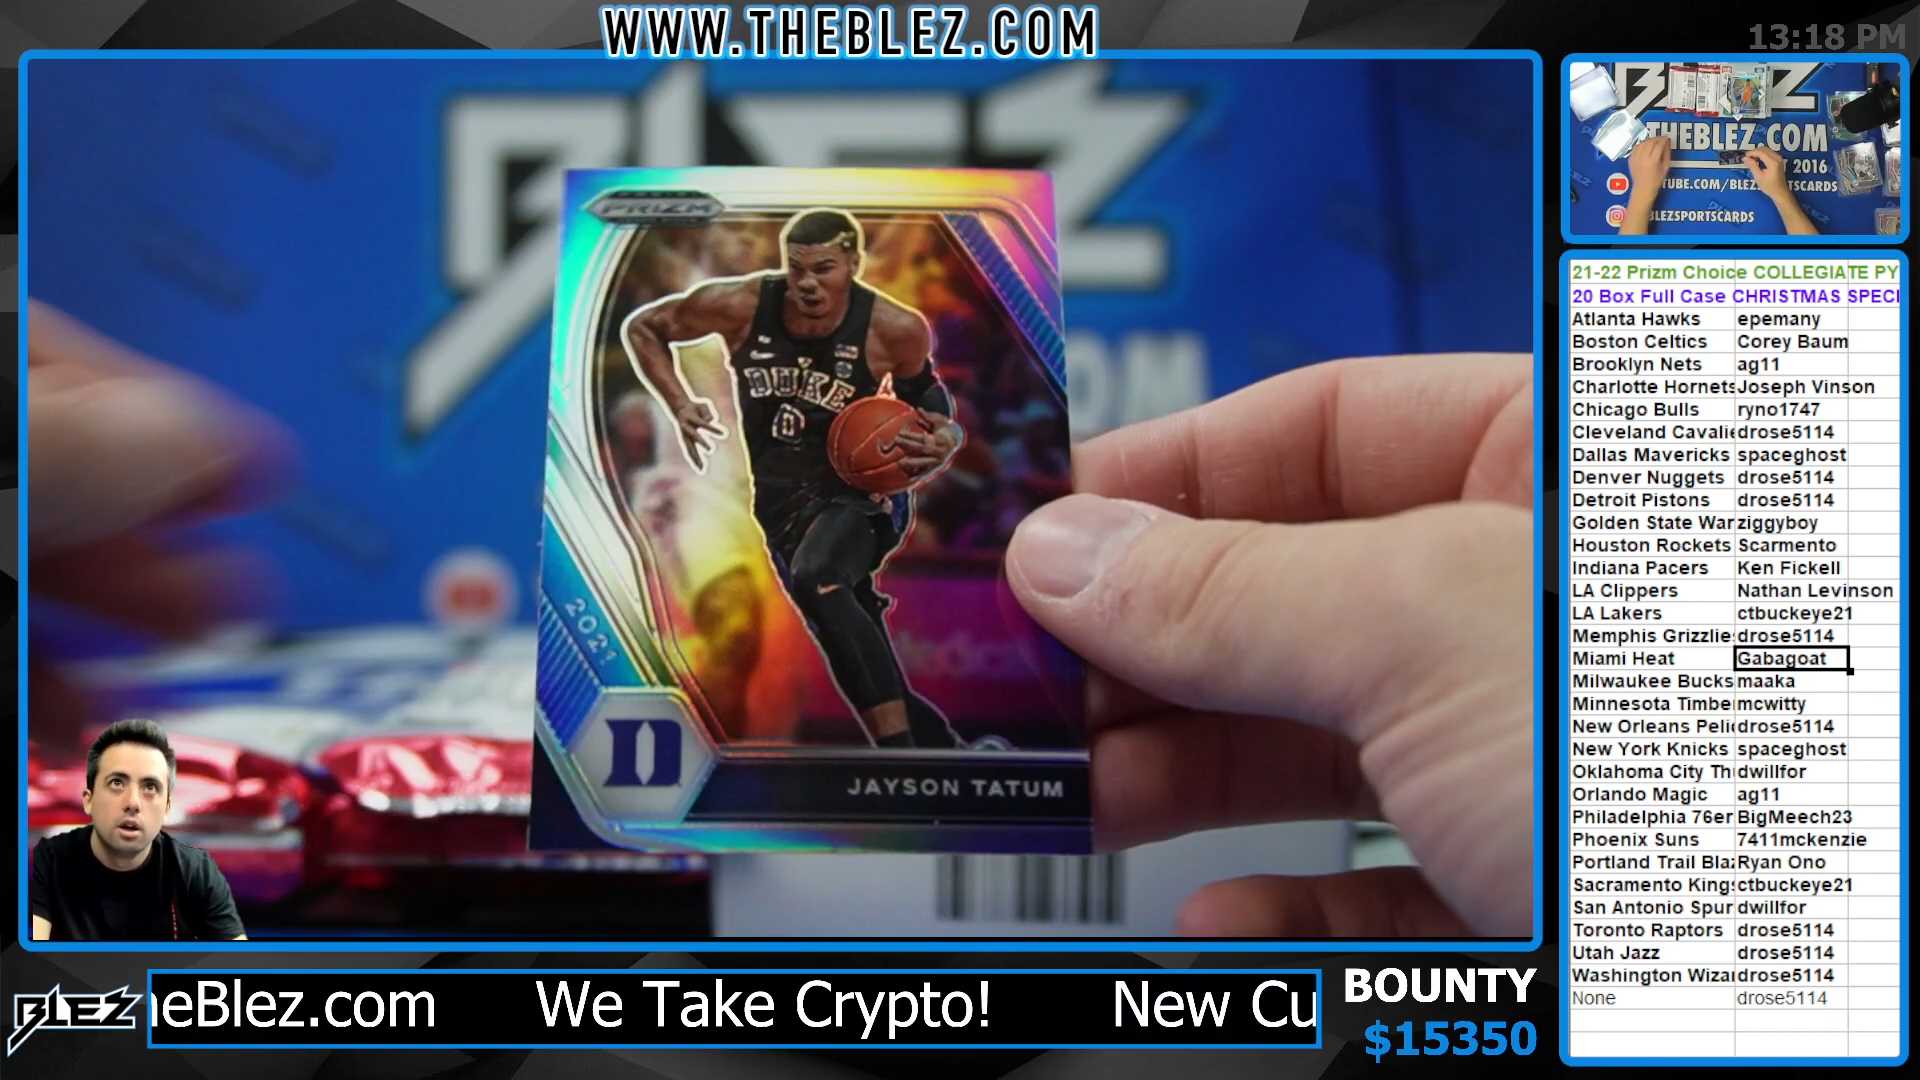 WWW.THEBLEZ.COM
13:18 PM
BLEZ
PRIZM
DUKE
0
2021
D
JAYSON TATUM
THEBLEZ.COM
2016
BLEZSPORTSCARDS
21-22 Prizm Choice COLLEGIATE PY
20 Box Full Case CHRISTMAS SPECI
Atlanta Hawks epemany
Boston Celtics Corey Baum
Brooklyn Nets ag11
Charlotte Hornets Joseph Vinson
Chicago Bulls ryno1747
Cleveland Cavalie drose5114
Dallas Mavericks spaceghost
Denver Nuggets drose5114
Detroit Pistons drose5114
Golden State War ziggyboy
Houston Rockets Scarmento
Indiana Pacers Ken Fickell
LA Clippers Nathan Levinson
LA Lakers ctbuckeye21
Memphis Grizzlie drose5114
Miami Heat Gabagoat
Milwaukee Bucks maaka
Minnesota Timbe mcwitty
New Orleans Peli drose5114
New York Knicks spaceghost
Oklahoma City Th dwillfor
Orlando Magic ag11
Philadelphia 76er BigMeech23
Phoenix Suns 7411mckenzie
Portland Trail Bla Ryan Ono
Sacramento Kings ctbuckeye21
San Antonio Spur dwillfor
Toronto Raptors drose5114
Utah Jazz drose5114
Washington Wiza drose5114
None drose5114
BLEZ
heBlez.com We Take Crypto! New Cu
BOUNTY
$15350